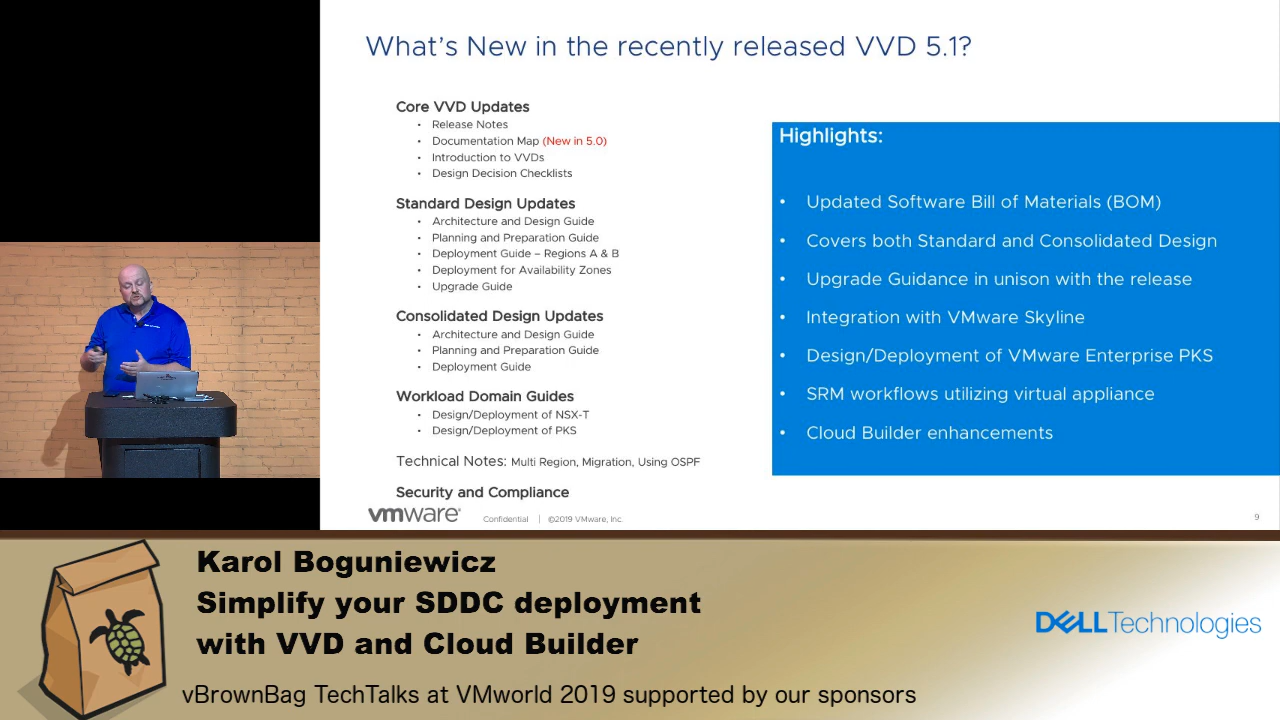 What's New in the recently released VVD 5.1?
Core VVD Updates
• Release Notes
• Documentation Map (New in 5.0)
• Introduction to VVDs
• Design Decision Checklists
Standard Design Updates
• Architecture and Design Guide
• Planning and Preparation Guide
• Deployment Guide – Regions A & B
• Deployment for Availability Zones
• Upgrade Guide
Consolidated Design Updates
• Architecture and Design Guide
• Planning and Preparation Guide
• Deployment Guide
Workload Domain Guides
• Design/Deployment of NSX-T
• Design/Deployment of PKS
Technical Notes: Multi Region, Migration, Using OSPF
Security and Compliance
Highlights:
• Updated Software Bill of Materials (BOM)
• Covers both Standard and Consolidated Design
• Upgrade Guidance in unison with the release
• Integration with VMware Skyline
• Design/Deployment of VMware Enterprise PKS
• SRM workflows utilizing virtual appliance
• Cloud Builder enhancements
vmware® Confidential | ©2019 VMware, Inc. 9
Karol Boguniewicz
Simplify your SDDC deployment
with VVD and Cloud Builder
DELL Technologies
vBrownBag TechTalks at VMworld 2019 supported by our sponsors